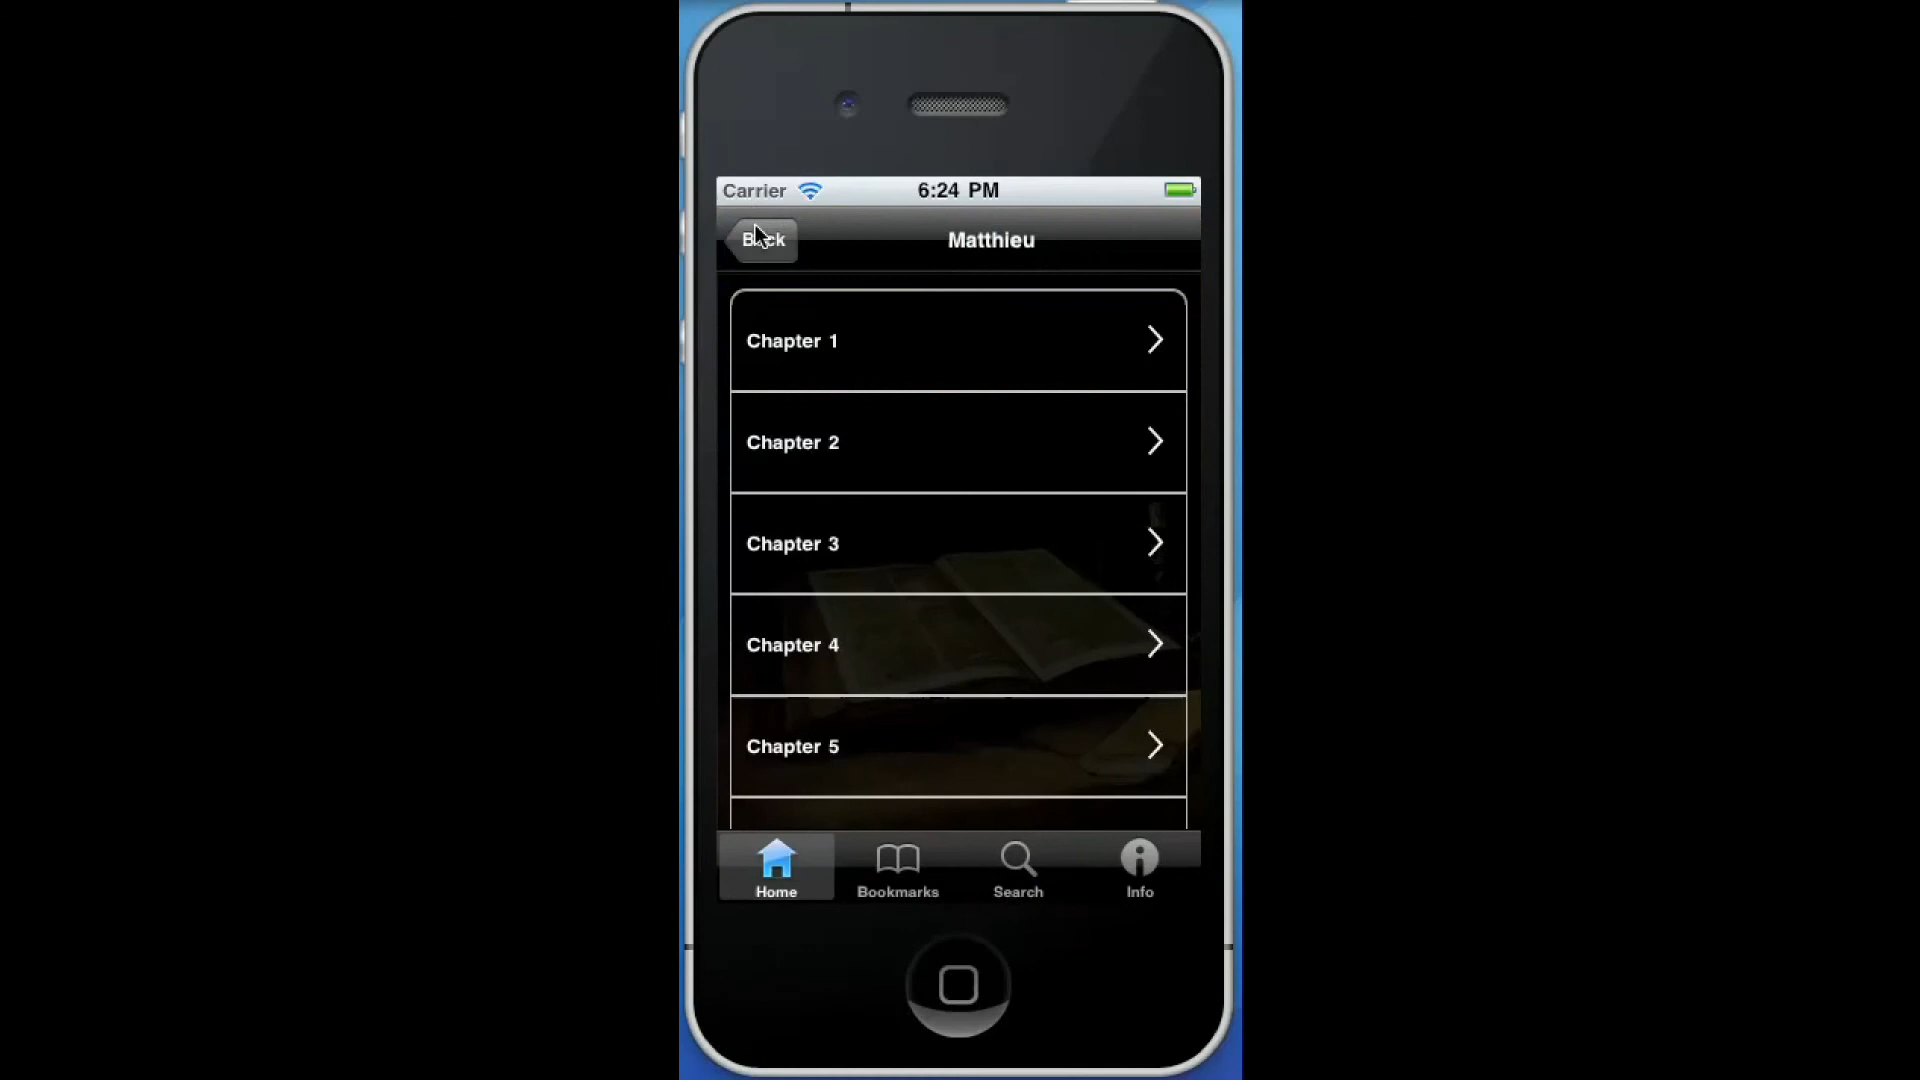 Carrier 6:24 PM
Back Matthieu
Chapter 1
Chapter 2
Chapter 3
Chapter 4
Chapter 5
Home Bookmarks Search Info